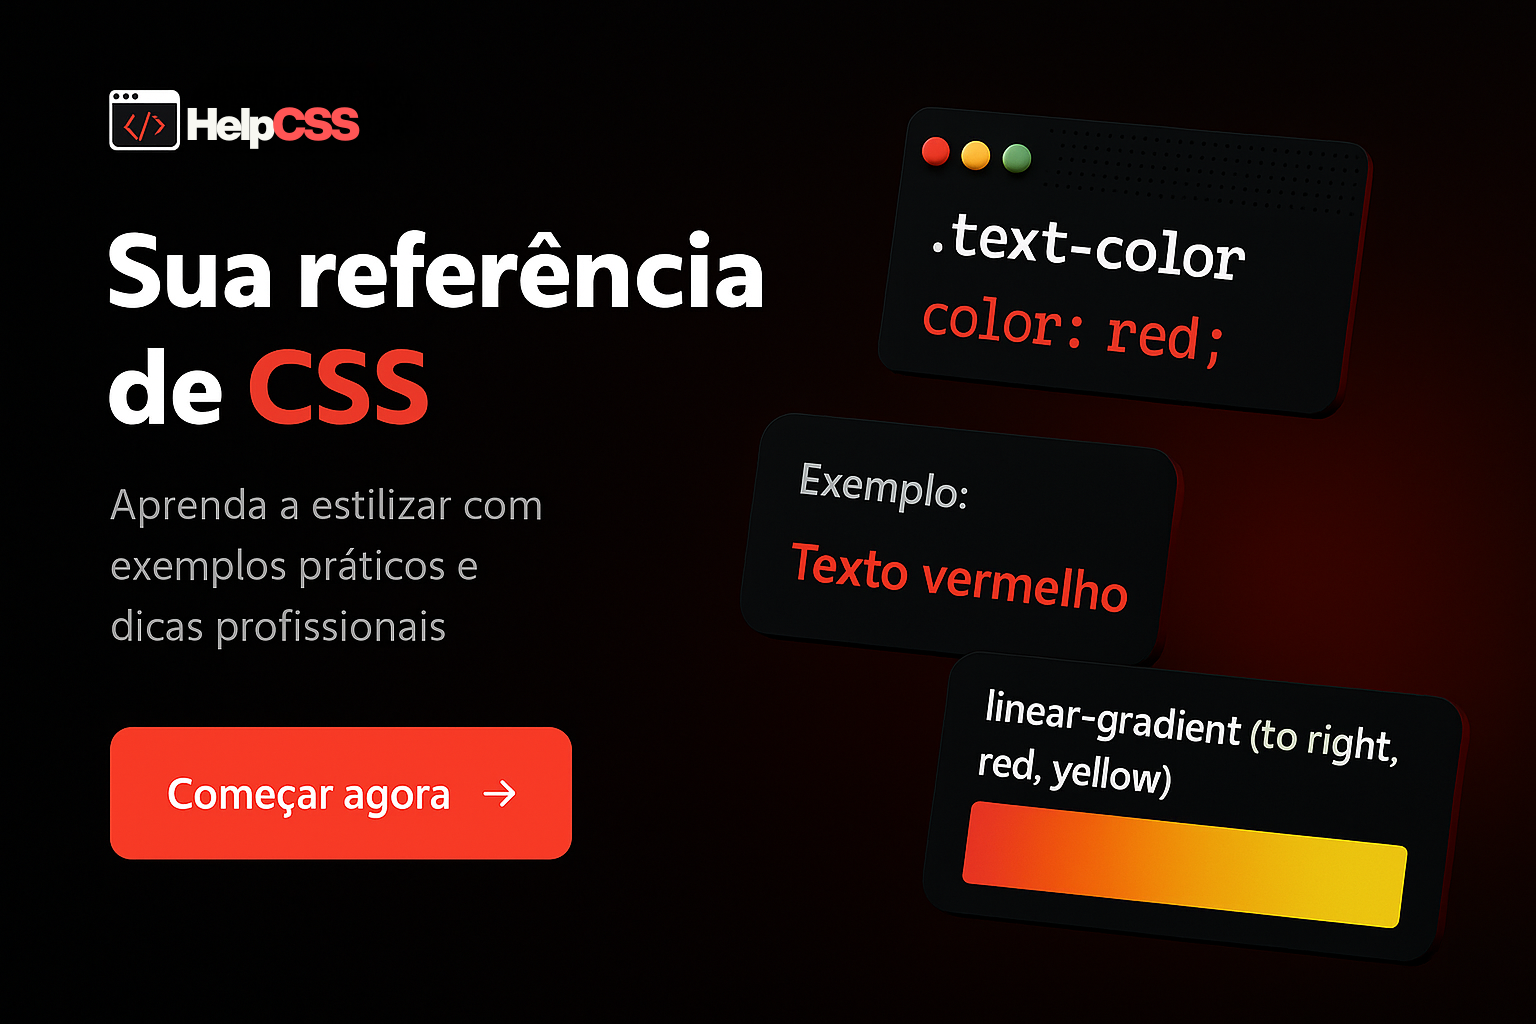 HelpCSS
Sua referência
de CSS
Aprenda a estilizar com
exemplos práticos e
dicas profissionais
Começar agora →
.text-color
color: red;
Exemplo:
Texto vermelho
linear-gradient (to right,
red, yellow)